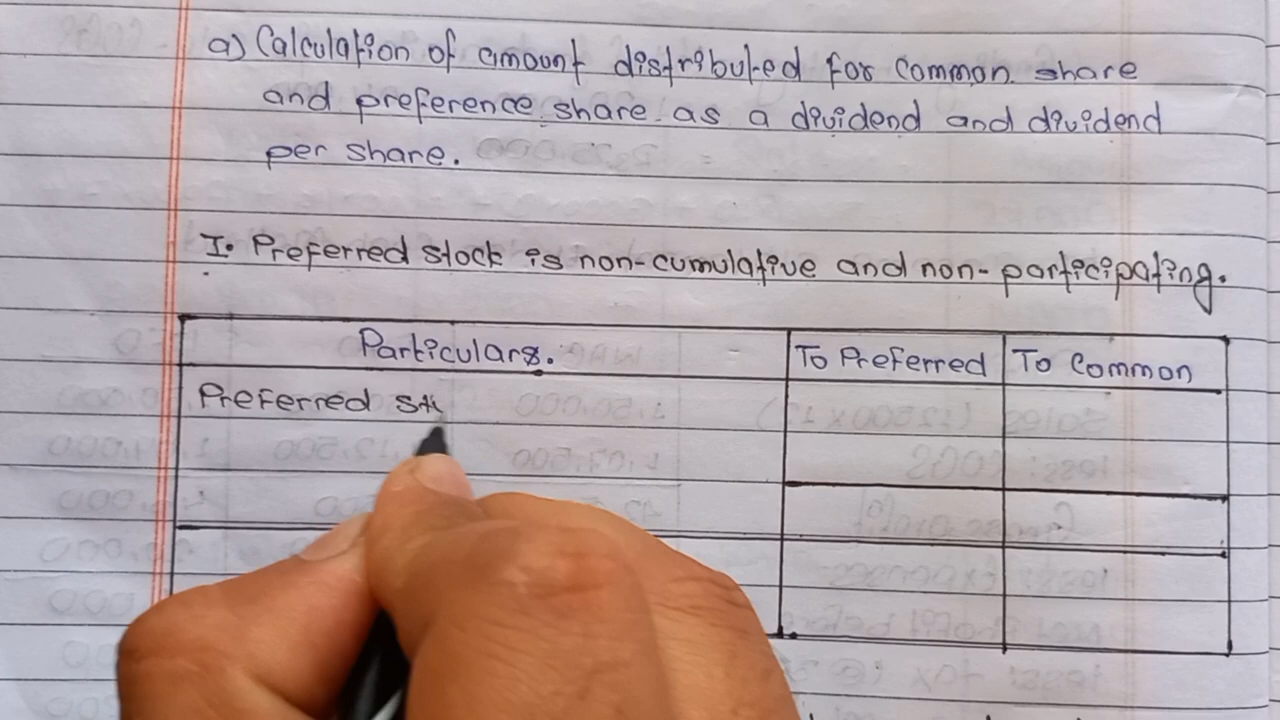 a) Calculation of amount distributed for common share
and preference share as a dividend and dividend
per share.
I. Preferred stock is non-cumulative and non-participating.
Particulars. To Preferred To Common
Preferred st